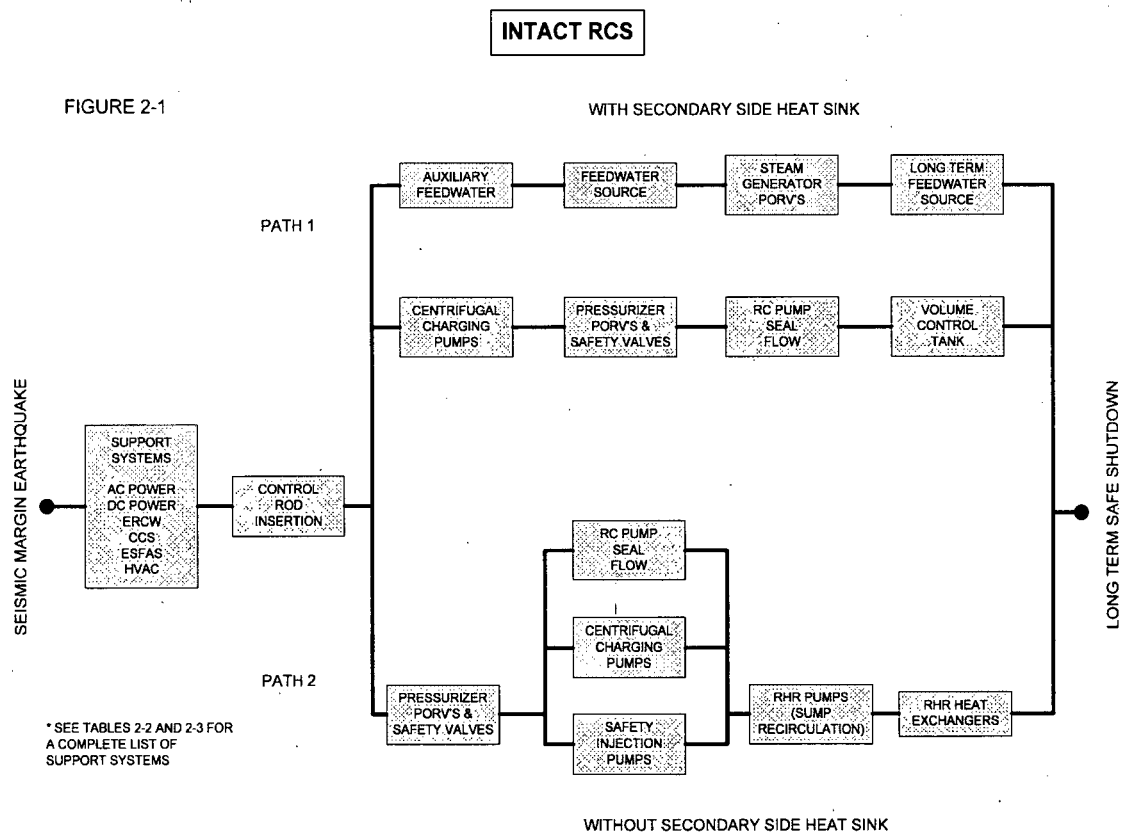 INTACT RCS
FIGURE 2-1
WITH SECONDARY SIDE HEAT SINK
AUXILIARY
FEEDWATER
FEEDWATER
SOURCE
STEAM
GENERATOR
PORV'S
LONG TERM
FEEDWATER
SOURCE
PATH 1
CENTRIFUGAL
CHARGING
PUMPS
PRESSURIZER
PORV'S &
SAFETY VALVES
RC PUMP
SEAL
FLOW
VOLUME
CONTROL
TANK
SEISMIC MARGIN EARTHQUAKE
SUPPORT
SYSTEMS
AC POWER
DC POWER
ERCW
CCS
ESFAS
HVAC
CONTROL
ROD
INSERTION
LONG TERM SAFE SHUTDOWN
RC PUMP
SEAL
FLOW
CENTRIFUGAL
CHARGING
PUMPS
PATH 2
PRESSURIZER
PORV'S &
SAFETY VALVES
SAFETY
INJECTION
PUMPS
RHR PUMPS
(SUMP
RECIRCULATION)
RHR HEAT
EXCHANGERS
* SEE TABLES 2-2 AND 2-3 FOR
A COMPLETE LIST OF
SUPPORT SYSTEMS
WITHOUT SECONDARY SIDE HEAT SINK